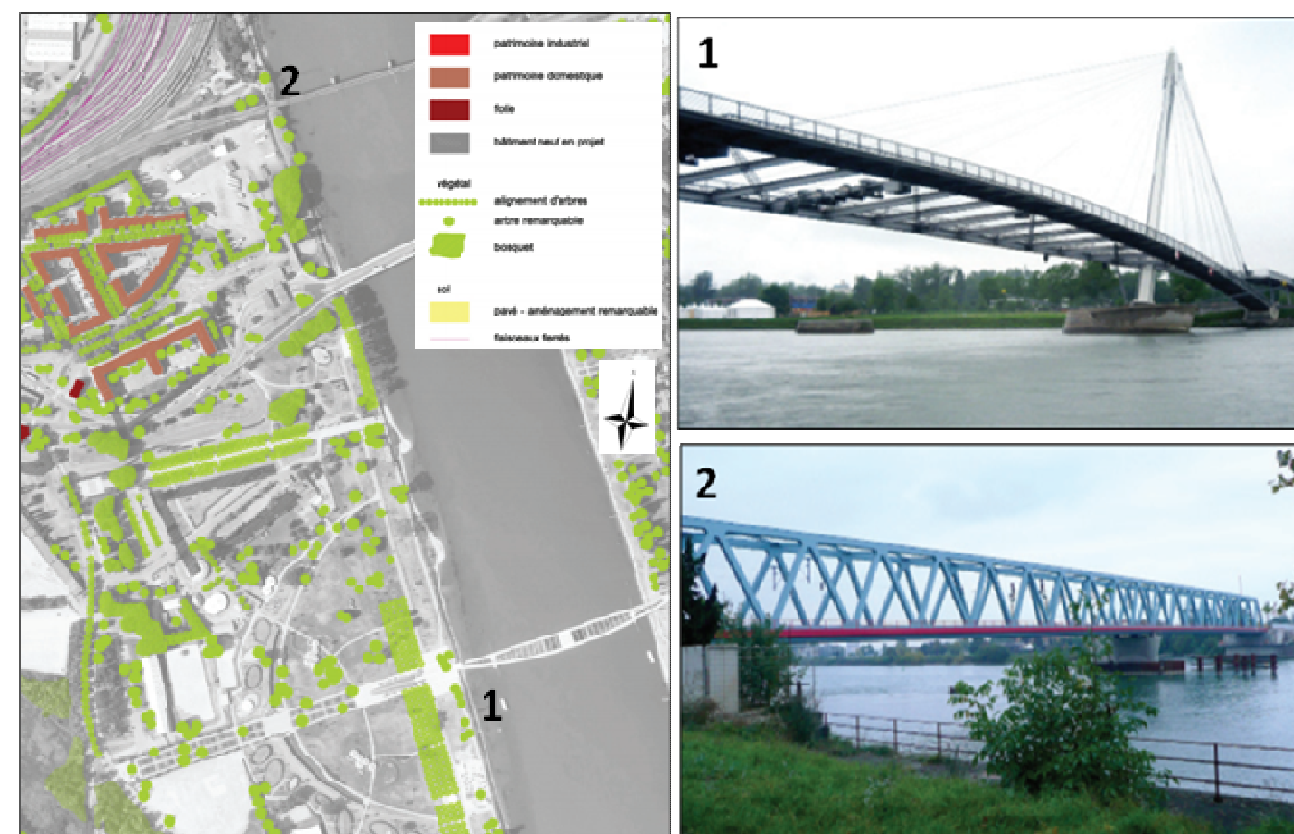 2
patrimoine industriel
patrimoine domestique
folie
bâtiment neuf en projet
végétal
alignement d'arbres
arbre remarquable
bosquet
sol
pavé - aménagement remarquable
faisceaux ferrés
1
1
2